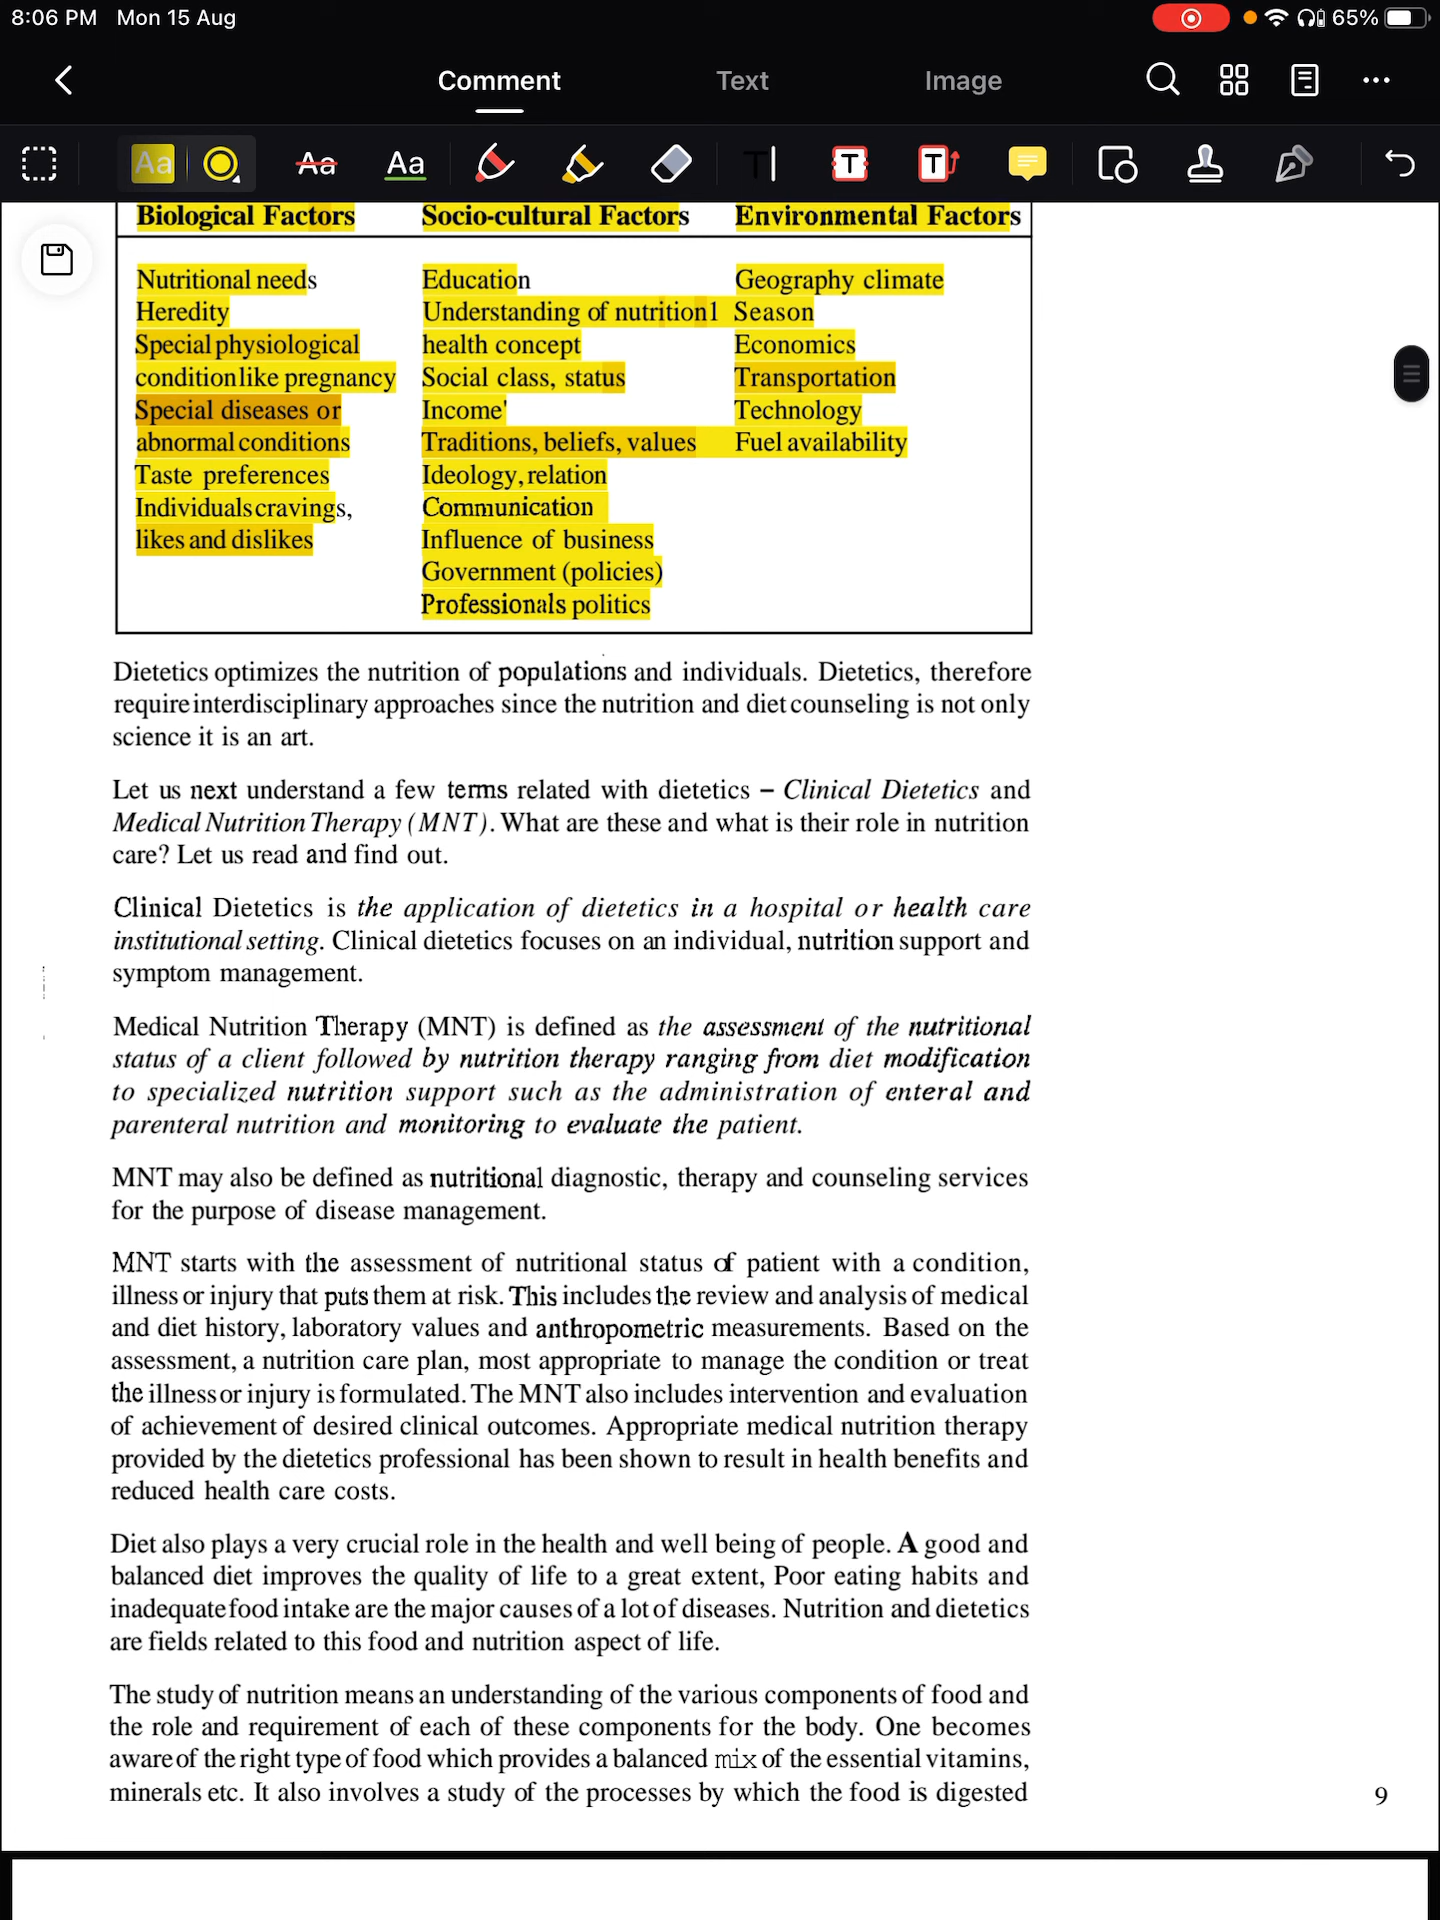 8:06 PM Mon 15 Aug 65%
Comment Text Image
Aa Aa Aa T T T
Biological Factors Socio-cultural Factors Environmental Factors
Nutritional needs Education Geography climate
Heredity Understanding of nutrition1 Season
Special physiological health concept Economics
condition like pregnancy Social class, status Transportation
Special diseases or Income' Technology
abnormal conditions Traditions, beliefs, values Fuel availability
Taste preferences Ideology, relation
Individuals cravings, Communication
likes and dislikes Influence of business
Government (policies)
Professionals politics
Dietetics optimizes the nutrition of populations and individuals. Dietetics, therefore
require interdisciplinary approaches since the nutrition and diet counseling is not only
science it is an art.
Let us next understand a few terms related with dietetics – Clinical Dietetics and
Medical Nutrition Therapy (MNT). What are these and what is their role in nutrition
care? Let us read and find out.
Clinical Dietetics is the application of dietetics in a hospital or health care
institutional setting. Clinical dietetics focuses on an individual, nutrition support and
symptom management.
Medical Nutrition Therapy (MNT) is defined as the assessment of the nutritional
status of a client followed by nutrition therapy ranging from diet modification
to specialized nutrition support such as the administration of enteral and
parenteral nutrition and monitoring to evaluate the patient.
MNT may also be defined as nutritional diagnostic, therapy and counseling services
for the purpose of disease management.
MNT starts with the assessment of nutritional status of patient with a condition,
illness or injury that puts them at risk. This includes the review and analysis of medical
and diet history, laboratory values and anthropometric measurements. Based on the
assessment, a nutrition care plan, most appropriate to manage the condition or treat
the illness or injury is formulated. The MNT also includes intervention and evaluation
of achievement of desired clinical outcomes. Appropriate medical nutrition therapy
provided by the dietetics professional has been shown to result in health benefits and
reduced health care costs.
Diet also plays a very crucial role in the health and well being of people. A good and
balanced diet improves the quality of life to a great extent, Poor eating habits and
inadequate food intake are the major causes of a lot of diseases. Nutrition and dietetics
are fields related to this food and nutrition aspect of life.
The study of nutrition means an understanding of the various components of food and
the role and requirement of each of these components for the body. One becomes
aware of the right type of food which provides a balanced mix of the essential vitamins,
minerals etc. It also involves a study of the processes by which the food is digested
9